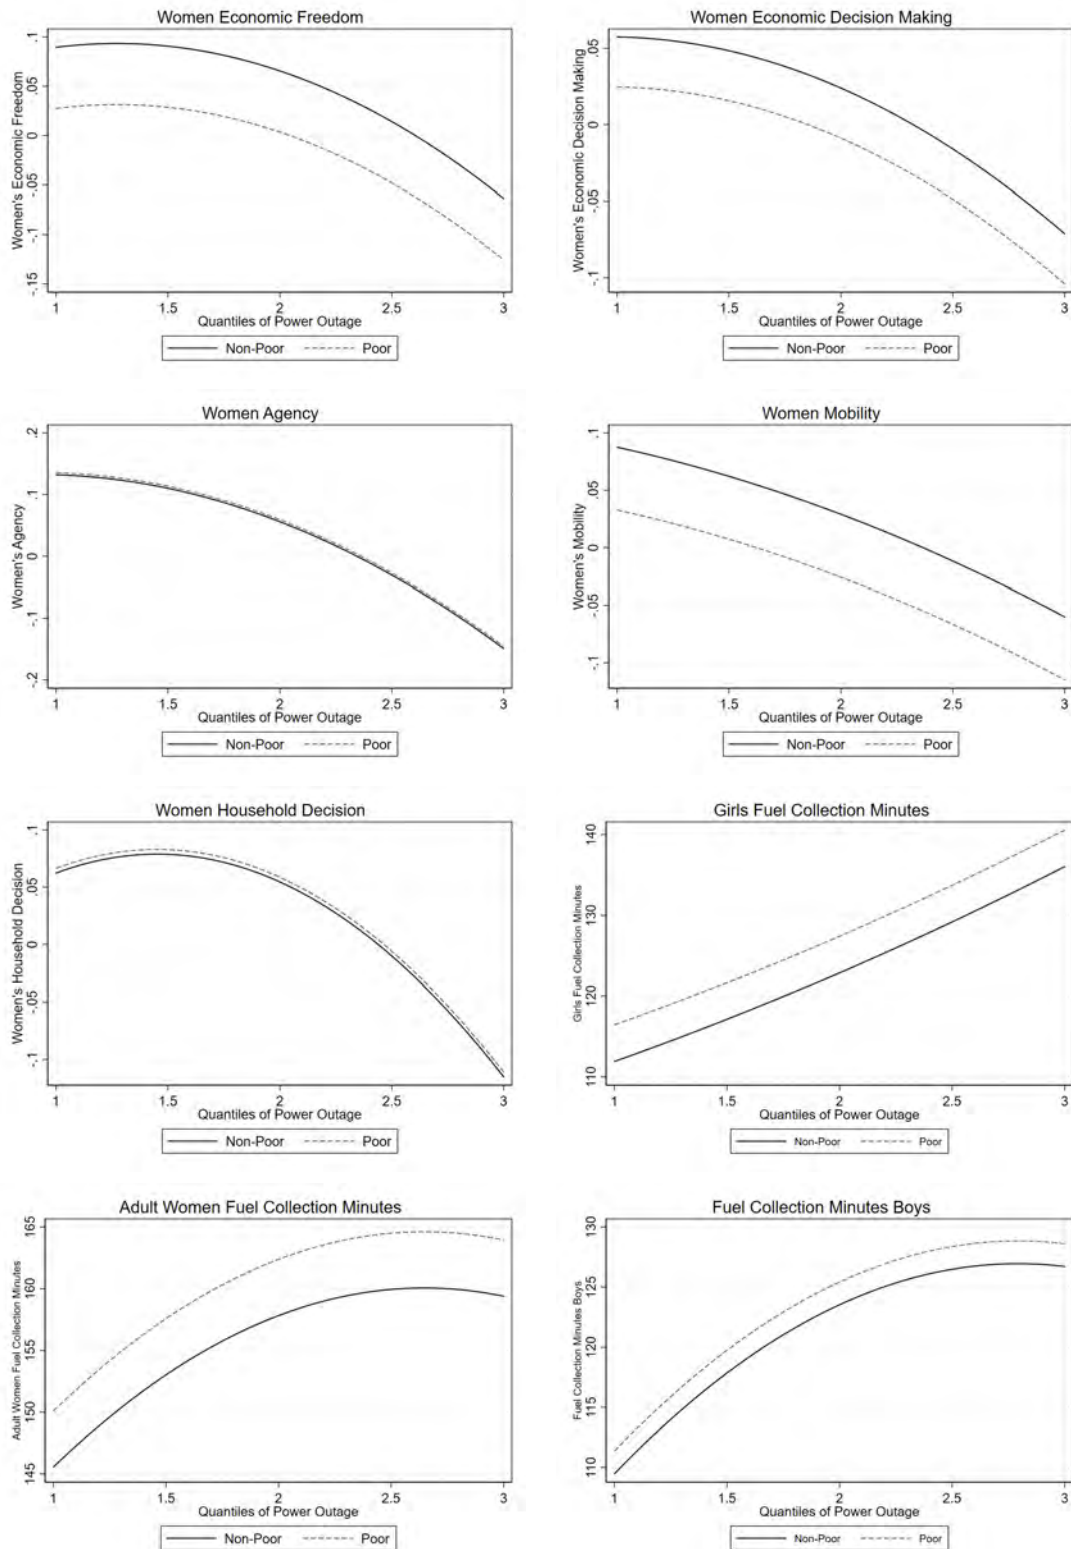 Women Economic Freedom
Women's Economic Freedom
.1
.05
0
-.05
-.1
-.15
1 1.5 2 2.5 3
Quantiles of Power Outage
Non-Poor Poor
Women Economic Decision Making
Women's Economic Decision Making
.05
0
-.05
-.1
1 1.5 2 2.5 3
Quantiles of Power Outage
Non-Poor Poor
Women Agency
Women's Agency
.2
.1
0
-.1
-.2
1 1.5 2 2.5 3
Quantiles of Power Outage
Non-Poor Poor
Women Mobility
Women's Mobility
.1
.05
0
-.05
-.1
1 1.5 2 2.5 3
Quantiles of Power Outage
Non-Poor Poor
Women Household Decision
Women's Household Decision
.1
.05
0
-.05
-.1
1 1.5 2 2.5 3
Quantiles of Power Outage
Non-Poor Poor
Girls Fuel Collection Minutes
Girls Fuel Collection Minutes
140
130
120
110
1 1.5 2 2.5 3
Quantiles of Power Outage
Non-Poor Poor
Adult Women Fuel Collection Minutes
Adult Women Fuel Collection Minutes
165
160
155
150
145
1 1.5 2 2.5 3
Quantiles of Power Outage
Non-Poor Poor
Fuel Collection Minutes Boys
Fuel Collection Minutes Boys
130
125
120
115
110
1 1.5 2 2.5 3
Quantiles of Power Outage
Non-Poor Poor